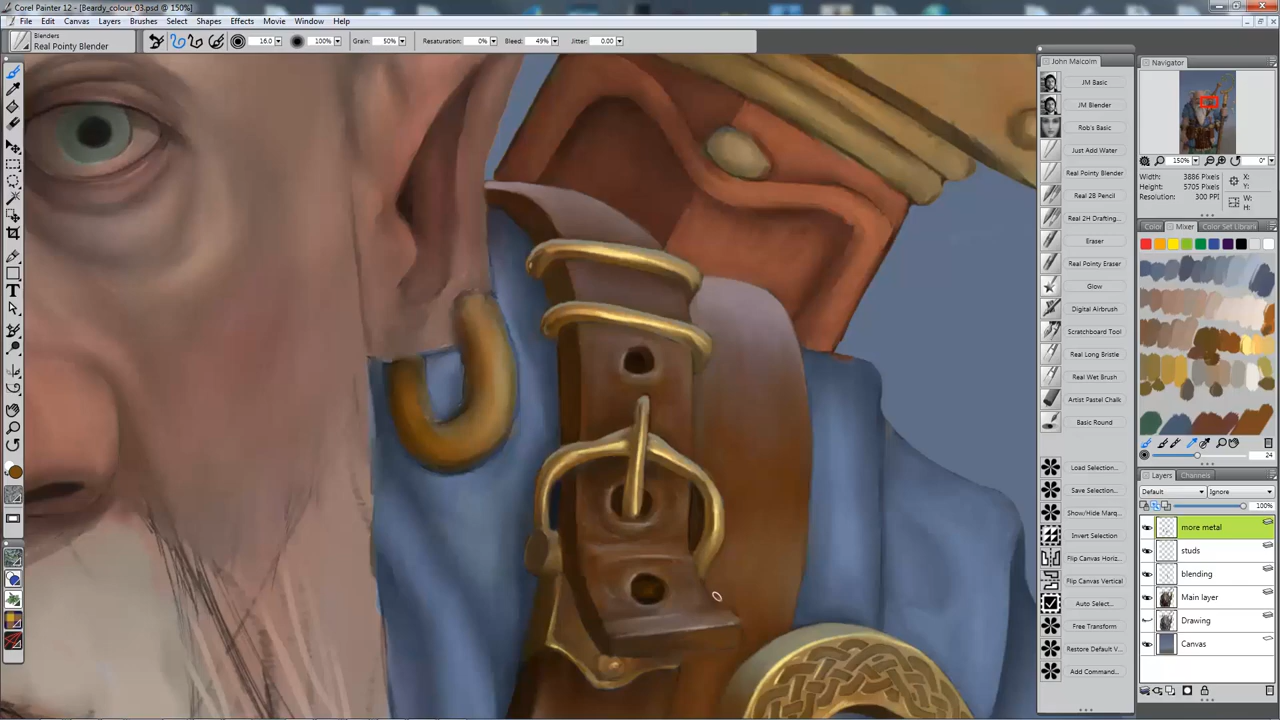 Corel Painter 12 - [Beardy_colour_03.psd @ 150%]
File Edit Canvas Layers Brushes Select Shapes Effects Movie Window Help
Blenders
Real Pointy Blender
16.0 100% Grain: 50% Resaturation: 0% Bleed: 49% Jitter: 0.00
John Malcolm
JM Basic
JM Blender
Rob's Basic
Just Add Water
Real Pointy Blender
Real 2B Pencil
Real 2H Drafting...
Eraser
Real Pointy Eraser
Glow
Digital Airbrush
Scratchboard Tool
Real Long Bristle
Real Wet Brush
Artist Pastel Chalk
Basic Round
Load Selection...
Save Selection...
Show/Hide Marq...
Invert Selection
Flip Canvas Horiz...
Flip Canvas Vertical
Auto Select...
Free Transform
Restore Default V...
Add Command...
Navigator
150% 0°
Width: 3886 Pixels
Height: 5705 Pixels
Resolution: 300 PPI
X:
Y:
W:
H:
Color Mixer Color Set Librari
24
Layers Channels
Default Ignore
100%
more metal
studs
blending
Main layer
Drawing
Canvas